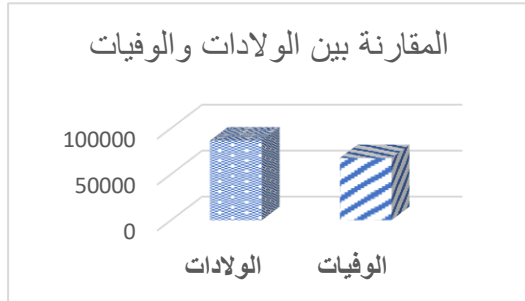 المقارنة بين الولادات والوفيات
100000
50000
0
الولادات
الوفيات